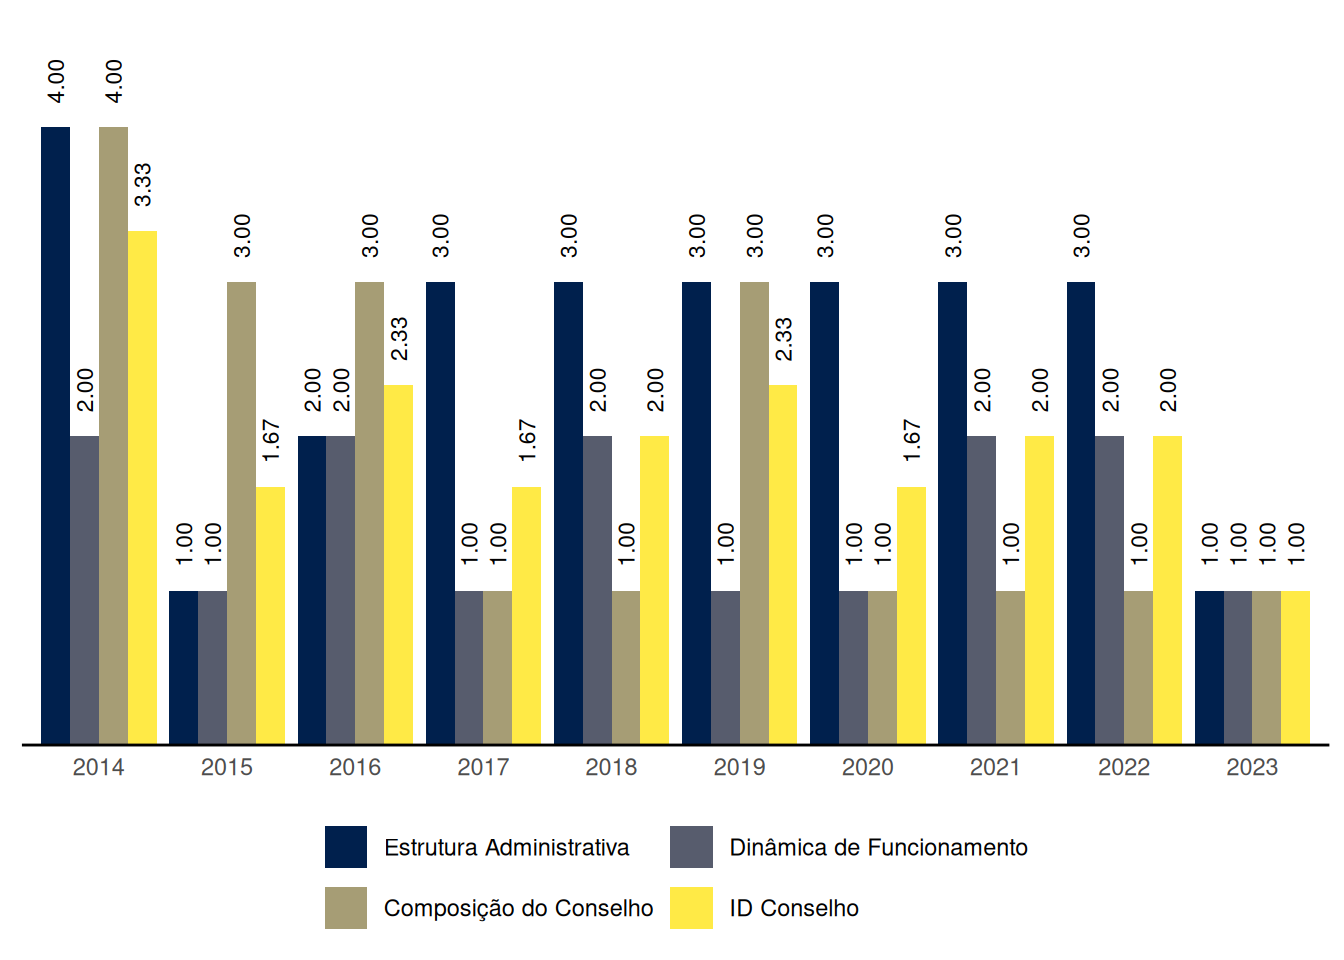 4.00 2.00 4.00 3.33
1.00 1.00 3.00 1.67
2.00 2.00 3.00 2.33
3.00 1.00 1.00 1.67
3.00 2.00 1.00 2.00
3.00 1.00 3.00 2.33
3.00 1.00 1.00 1.67
3.00 2.00 1.00 2.00
3.00 2.00 1.00 2.00
1.00 1.00 1.00 1.00
2014 2015 2016 2017 2018 2019 2020 2021 2022 2023
Estrutura Administrativa Dinâmica de Funcionamento
Composição do Conselho ID Conselho